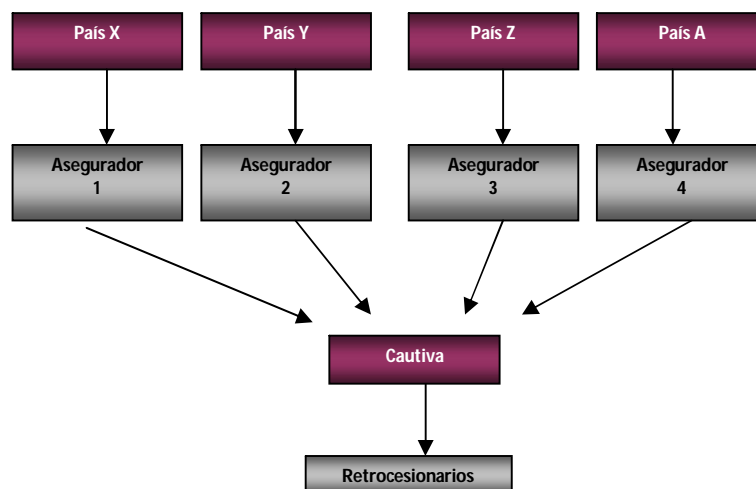 País X
País Y
País Z
País A
Asegurador
1
Asegurador
2
Asegurador
3
Asegurador
4
Cautiva
Retrocesionarios